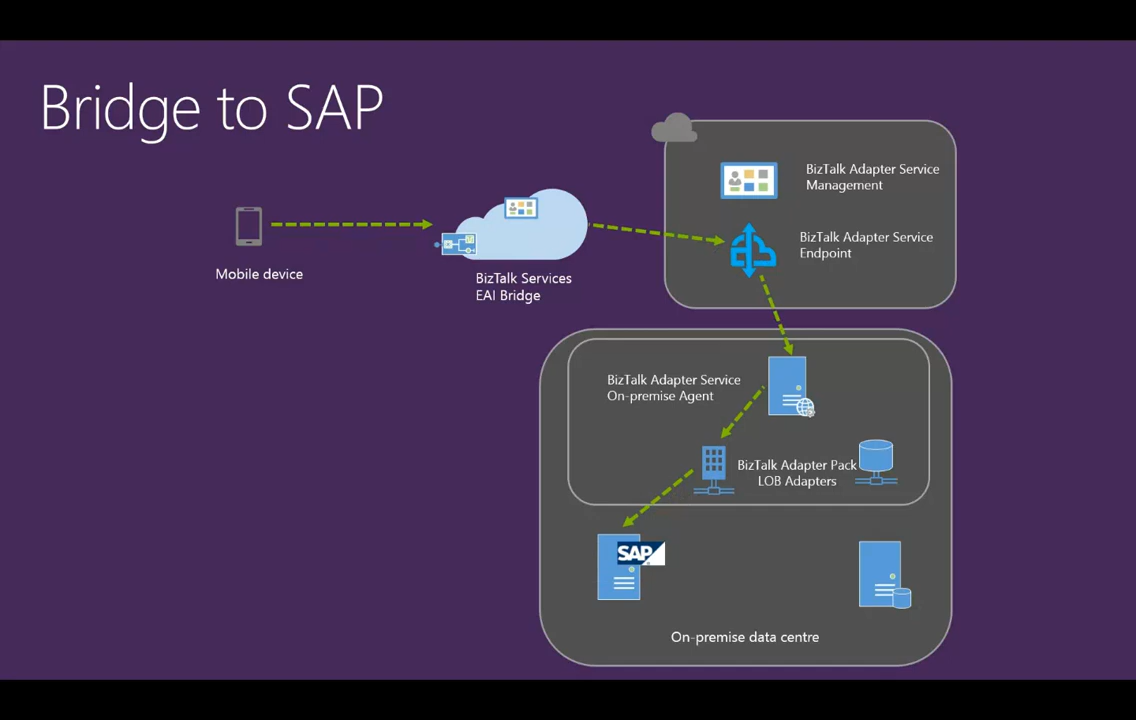 Bridge to SAP
BizTalk Adapter Service
Management
BizTalk Adapter Service
Endpoint
Mobile device
BizTalk Services
EAI Bridge
BizTalk Adapter Service
On-premise Agent
BizTalk Adapter Pack
LOB Adapters
SAP
On-premise data centre